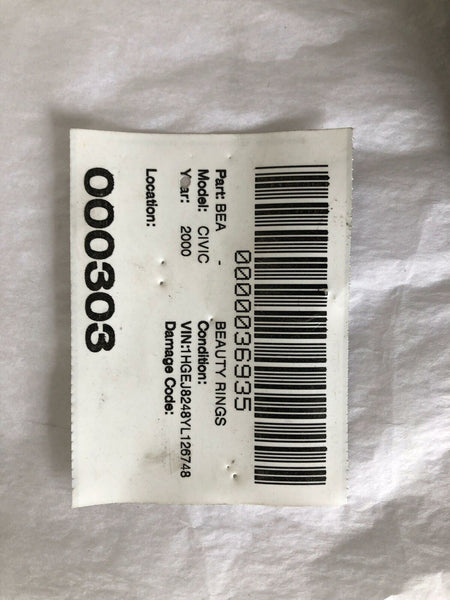 0000036935
Part: BEA - BEAUTY RINGS
Model: CIVIC Condition:
Year: 2000 VIN:1HGEJ8248YL126748
Damage Code:
Location:
000303